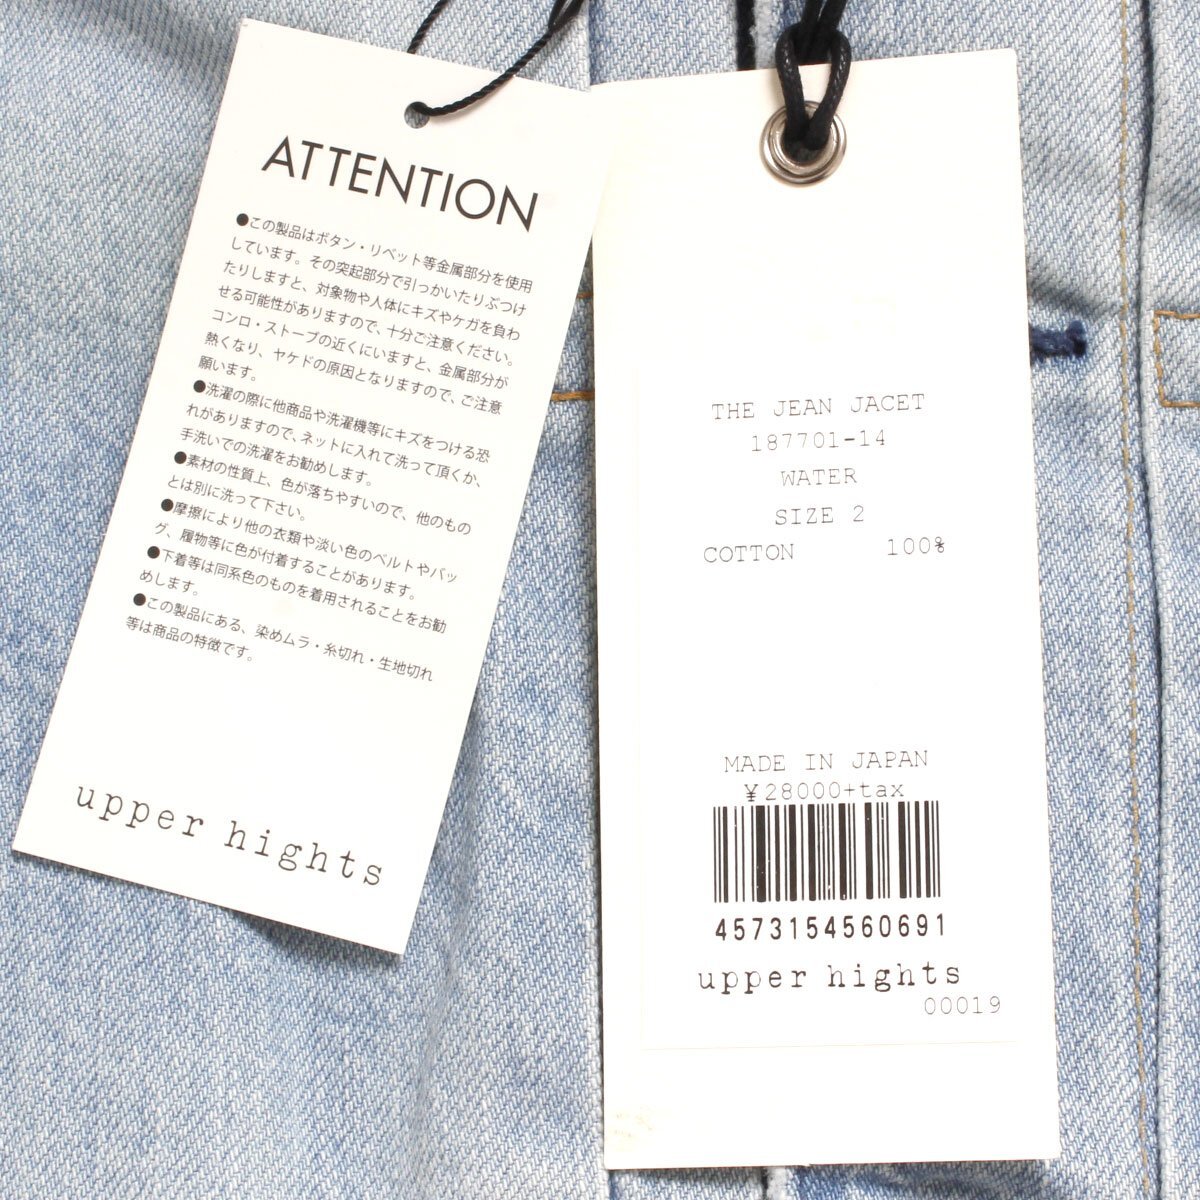 ATTENTION
●この製品はボタン・リベット等金属部分を使用
しています。その突起部分で引っかいたりぶつけ
たりしますと、対象物や人体にキズやケガを負わ
せる可能性がありますので、十分ご注意ください。
コンロ・ストーブの近くにいますと、金属部分が
熱くなり、ヤケドの原因となりますので、ご注意
願います。
●洗濯の際に他商品や洗濯機等にキズをつける恐
れがありますので、ネットに入れて洗って頂くか、
手洗いでの洗濯をお勧めします。
●素材の性質上、色が落ちやすいので、他のもの
とは別に洗って下さい。
●摩擦により他の衣類や淡い色のベルトやバッ
グ、履物等に色が付着することがあります。
●下着等は同系色のものを着用されることをお勧
めします。
●この製品にある、染めムラ・糸切れ・生地切れ
等は商品の特徴です。
upper hights
THE JEAN JACET
187701-14
WATER
SIZE 2
COTTON 100%
MADE IN JAPAN
¥28000+tax
4573154560691
upper hights
00019